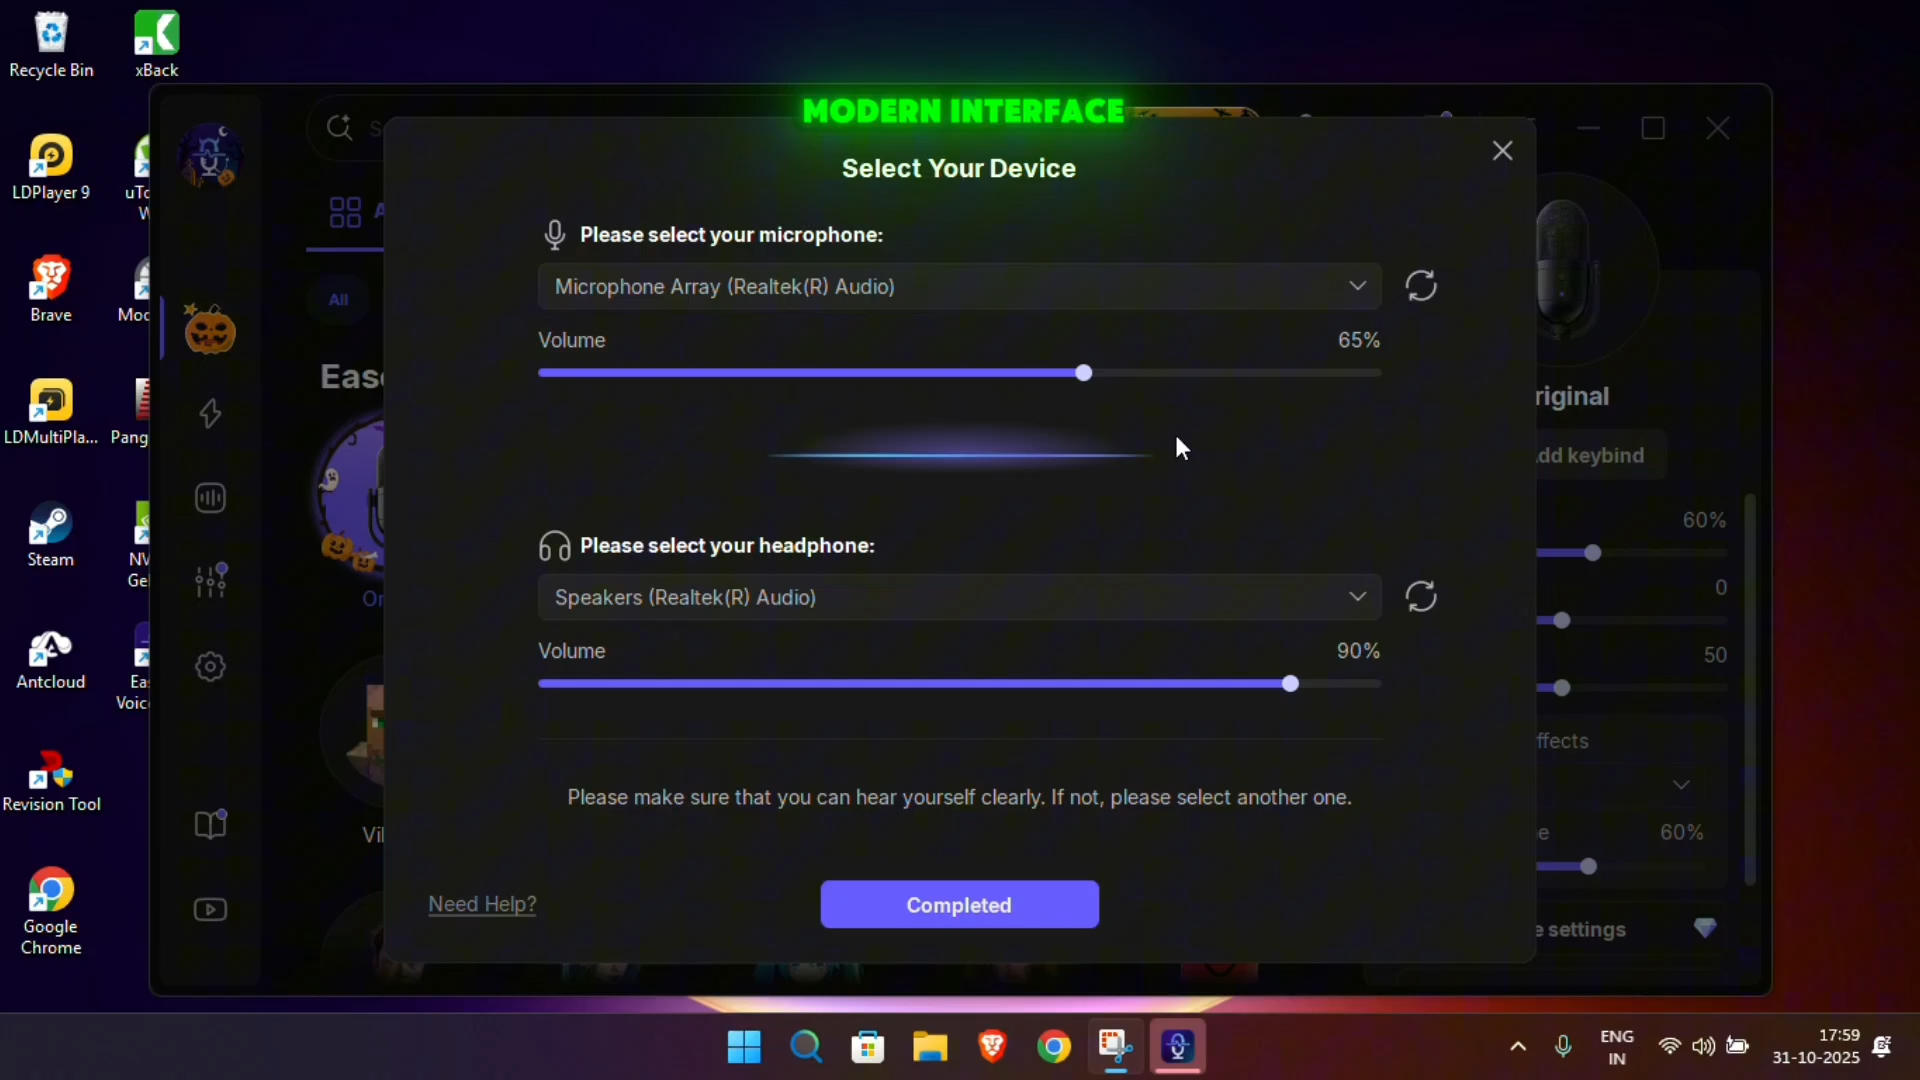 Recycle Bin
xBack
LDPlayer 9
Brave
LDMultiPla...
Steam
Antcloud
Revision Tool
Google
Chrome
MODERN INTERFACE
Select Your Device
Please select your microphone:
Microphone Array (Realtek(R) Audio)
Volume
65%
Please select your headphone:
Speakers (Realtek(R) Audio)
Volume
90%
Please make sure that you can hear yourself clearly. If not, please select another one.
Need Help?
Completed
All
60%
0
50
60%
settings
keybind
ENG
IN
17:59
31-10-2025